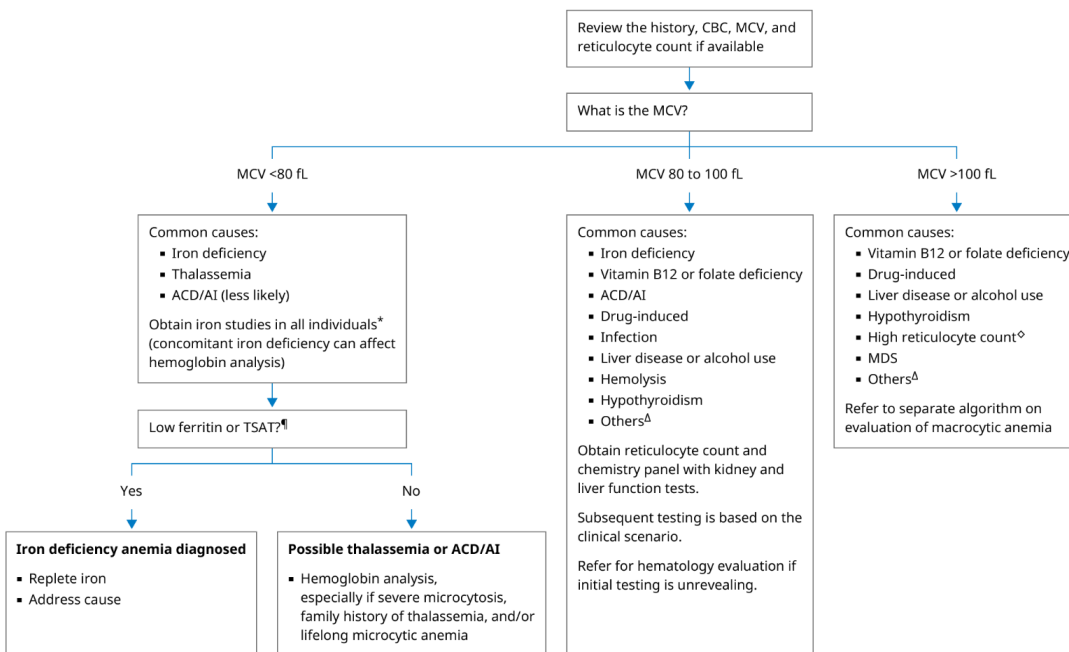 Review the history, CBC, MCV, and
reticulocyte count if available
What is the MCV?
MCV <80 fL
MCV 80 to 100 fL
MCV >100 fL
Common causes:
▪ Iron deficiency
▪ Thalassemia
▪ ACD/AI (less likely)
Obtain iron studies in all individuals*
(concomitant iron deficiency can affect
hemoglobin analysis)
Low ferritin or TSAT?¶
Yes
No
Iron deficiency anemia diagnosed
▪ Replete iron
▪ Address cause
Possible thalassemia or ACD/AI
▪ Hemoglobin analysis,
especially if severe microcytosis,
family history of thalassemia, and/or
lifelong microcytic anemia
Common causes:
▪ Iron deficiency
▪ Vitamin B12 or folate deficiency
▪ ACD/AI
▪ Drug-induced
▪ Infection
▪ Liver disease or alcohol use
▪ Hemolysis
▪ Hypothyroidism
▪ OthersΔ
Obtain reticulocyte count and
chemistry panel with kidney and
liver function tests.
Subsequent testing is based on the
clinical scenario.
Refer for hematology evaluation if
initial testing is unrevealing.
Common causes:
▪ Vitamin B12 or folate deficiency
▪ Drug-induced
▪ Liver disease or alcohol use
▪ Hypothyroidism
▪ High reticulocyte count◇
▪ MDS
▪ OthersΔ
Refer to separate algorithm on
evaluation of macrocytic anemia